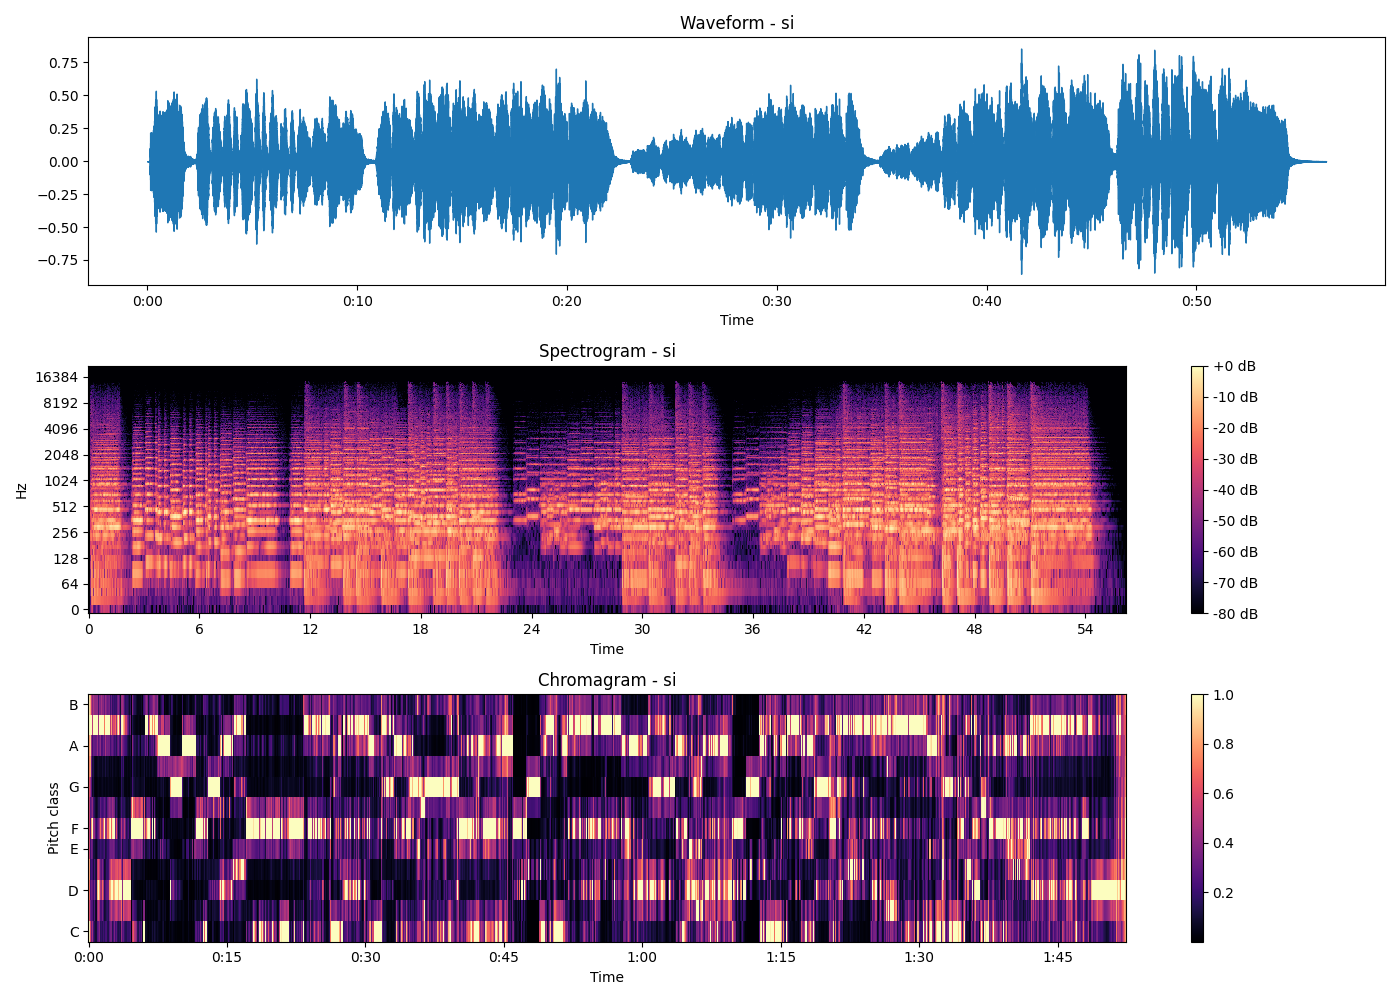 Waveform - si
0.75
0.50
0.25
0.00
−0.25
−0.50
−0.75
0:00 0:10 0:20 0:30 0:40 0:50
Time
Spectrogram - si
16384
8192
4096
2048
1024
512
256
128
64
0
Hz
0 6 12 18 24 30 36 42 48 54
Time
+0 dB
-10 dB
-20 dB
-30 dB
-40 dB
-50 dB
-60 dB
-70 dB
-80 dB
Chromagram - si
B
A
G
F
E
D
C
Pitch class
0:00 0:15 0:30 0:45 1:00 1:15 1:30 1:45
Time
1.0
0.8
0.6
0.4
0.2